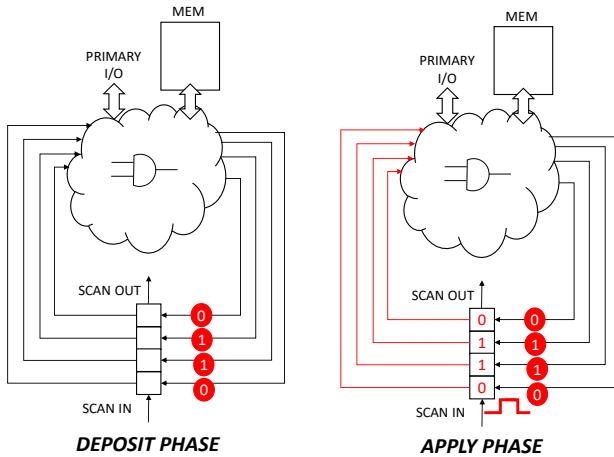 MEM
PRIMARY
I/O
SCAN OUT
0
1
1
0
SCAN IN
DEPOSIT PHASE
MEM
PRIMARY
I/O
SCAN OUT
0 0
1 1
1 1
0 0
SCAN IN
APPLY PHASE